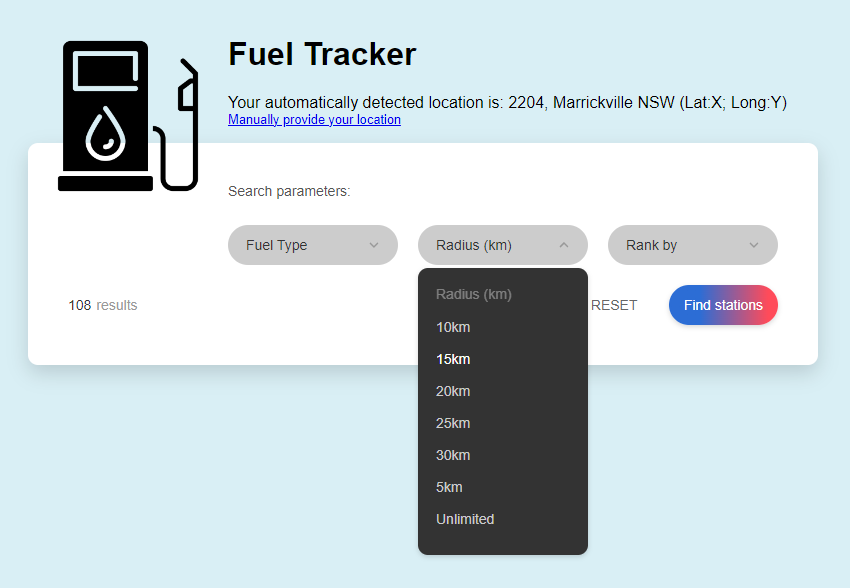 Fuel Tracker
Your automatically detected location is: 2204, Marrickville NSW (Lat:X; Long:Y)
Manually provide your location
Search parameters:
Fuel Type
Radius (km)
Rank by
108 results
RESET
Find stations
Radius (km)
10km
15km
20km
25km
30km
5km
Unlimited